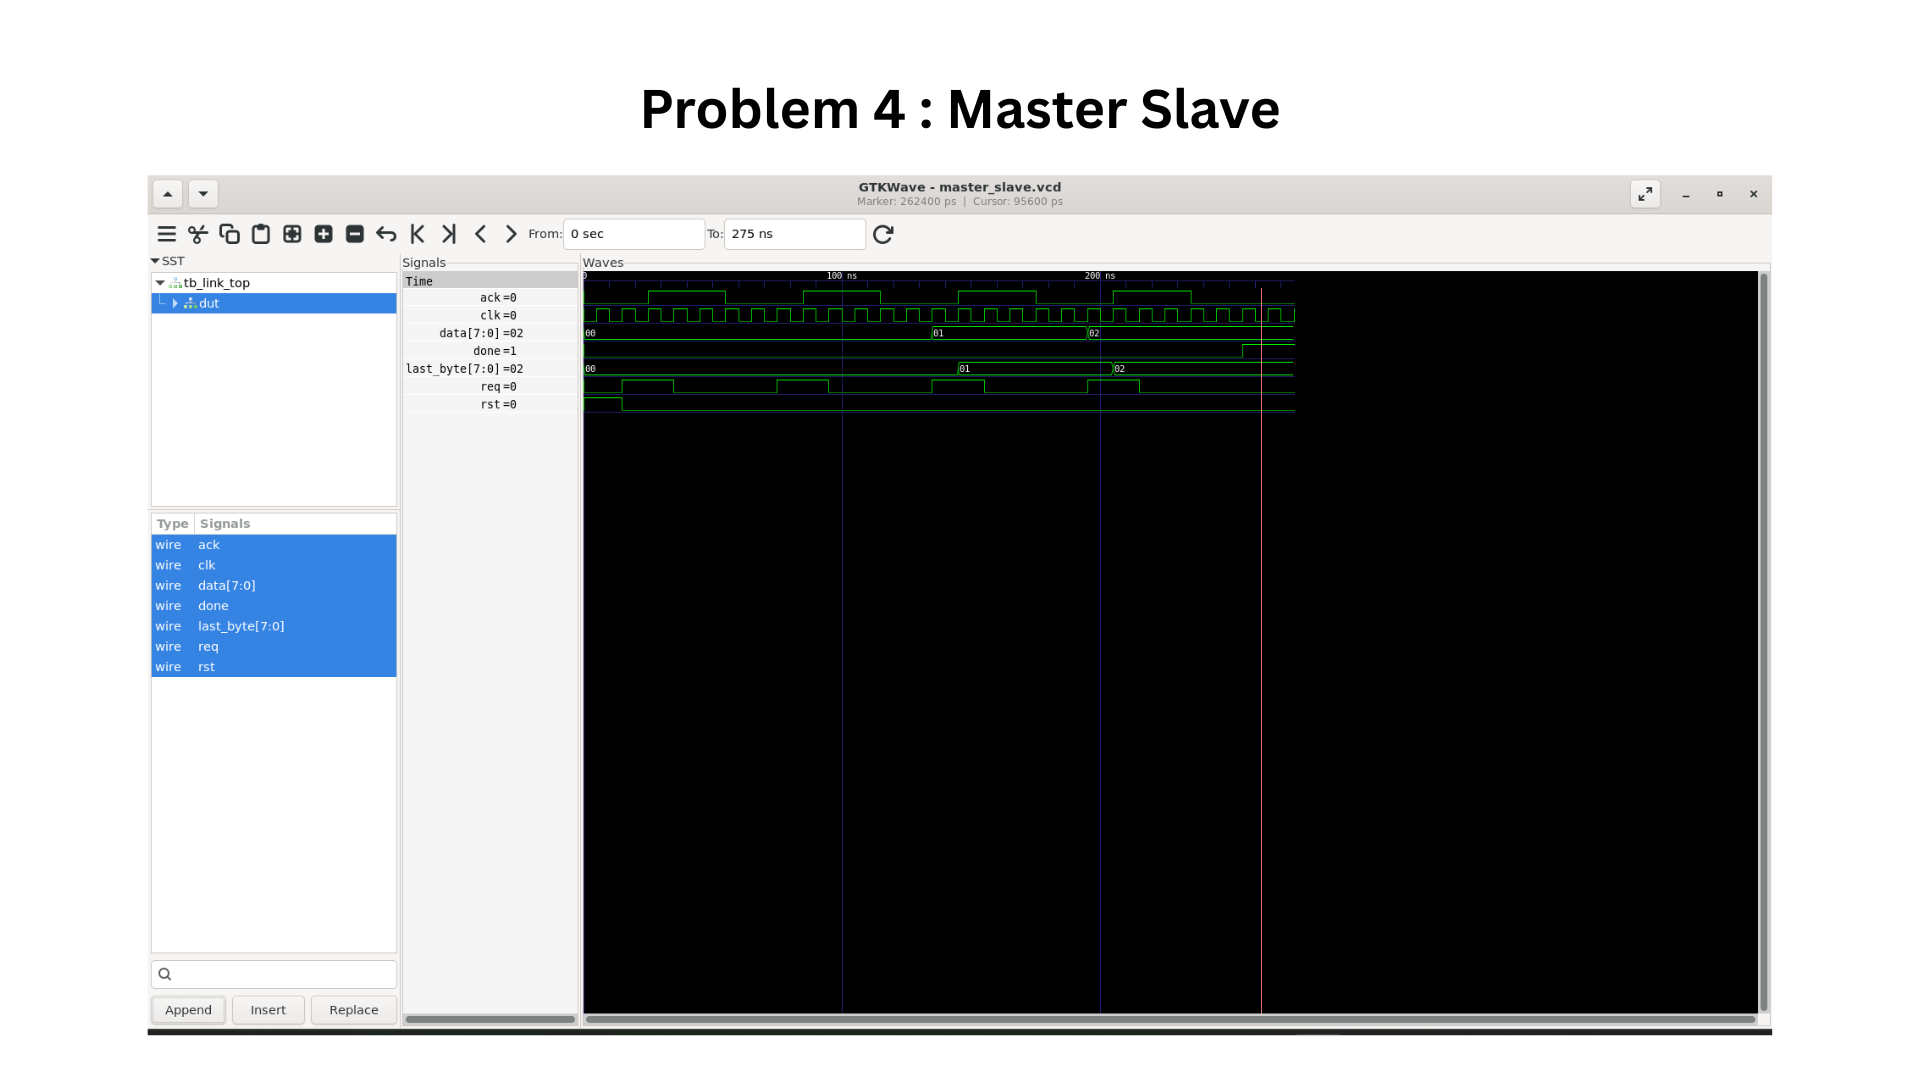 Problem 4 : Master Slave
GTKWave - master_slave.vcd
Marker: 262400 ps | Cursor: 95600 ps
From: 0 sec To: 275 ns
SST
tb_link_top
dut
Type Signals
wire ack
wire clk
wire data[7:0]
wire done
wire last_byte[7:0]
wire req
wire rst
Append Insert Replace
Signals
Time
ack=0
clk=0
data[7:0]=02
done=1
last_byte[7:0]=02
req=0
rst=0
Waves
0 100 ns 200 ns
00 01 02
00 01 02